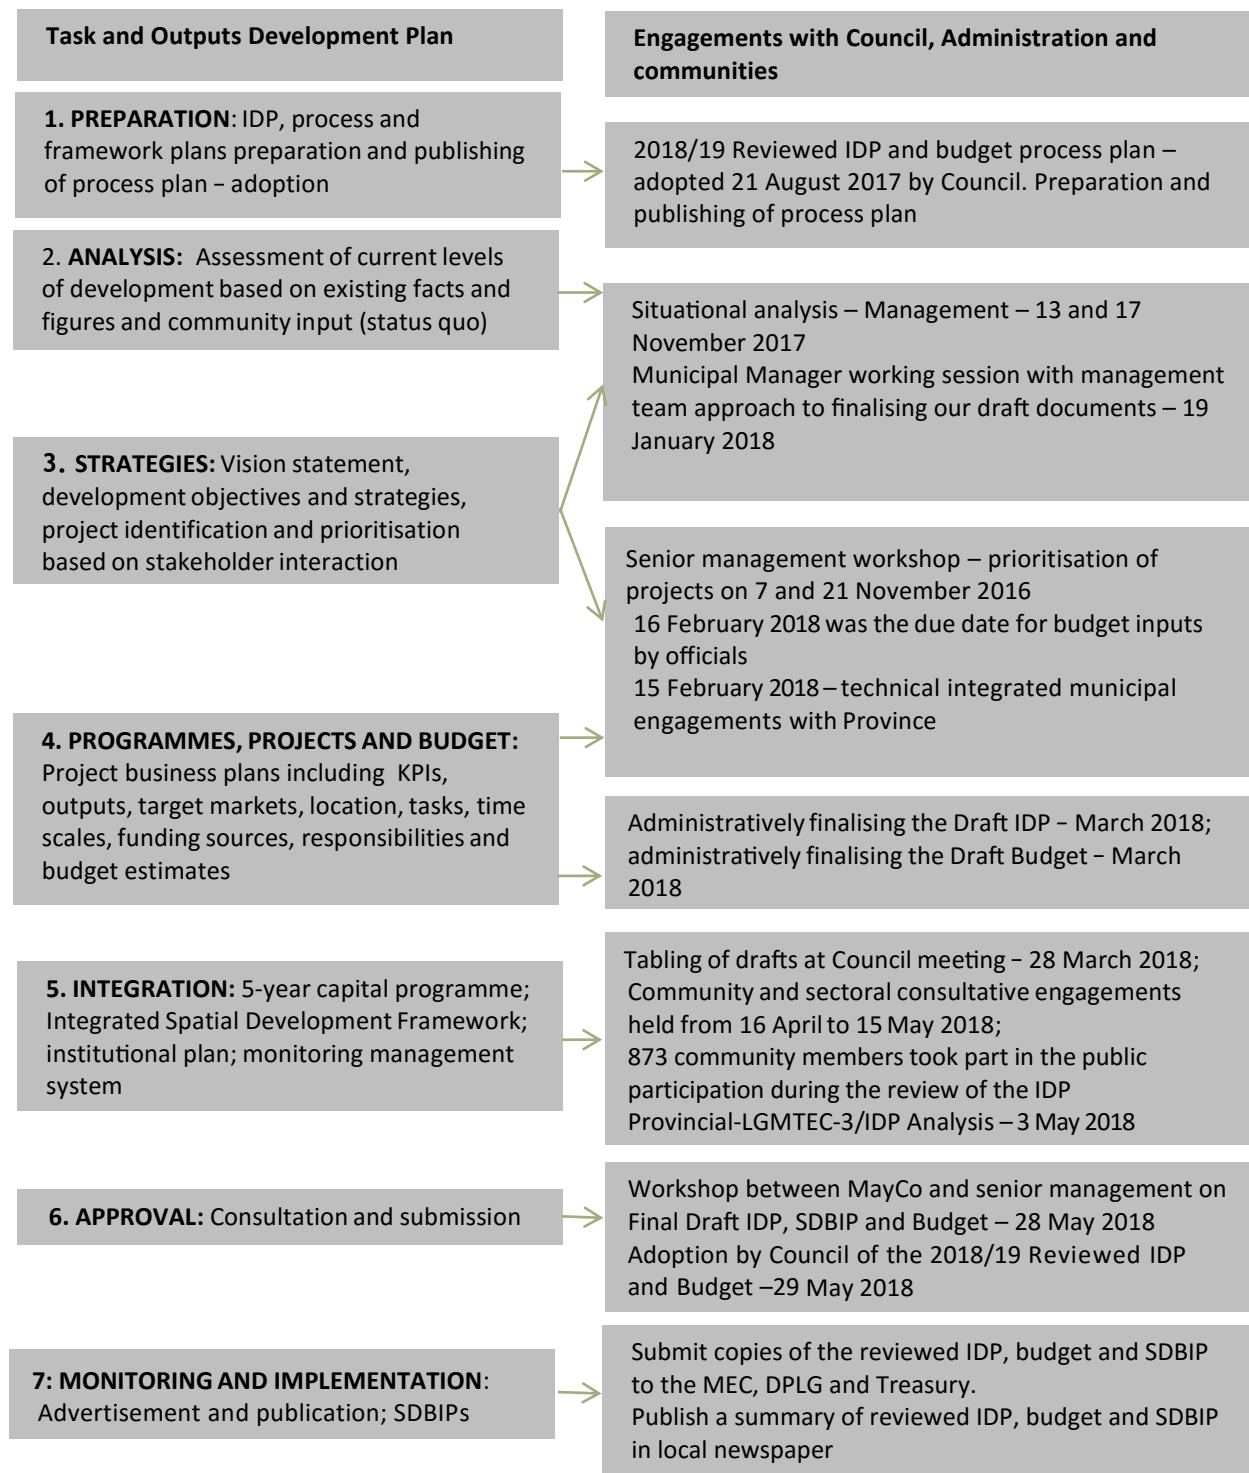 Task and Outputs Development Plan
Engagements with Council, Administration and
communities
1. PREPARATION: IDP, process and
framework plans preparation and publishing
of process plan – adoption
2018/19 Reviewed IDP and budget process plan –
adopted 21 August 2017 by Council. Preparation and
publishing of process plan
2. ANALYSIS: Assessment of current levels
of development based on existing facts and
figures and community input (status quo)
Situational analysis – Management – 13 and 17
November 2017
Municipal Manager working session with management
team approach to finalising our draft documents – 19
January 2018
3. STRATEGIES: Vision statement,
development objectives and strategies,
project identification and prioritisation
based on stakeholder interaction
Senior management workshop – prioritisation of
projects on 7 and 21 November 2016
16 February 2018 was the due date for budget inputs
by officials
15 February 2018 – technical integrated municipal
engagements with Province
4. PROGRAMMES, PROJECTS AND BUDGET:
Project business plans including KPIs,
outputs, target markets, location, tasks, time
scales, funding sources, responsibilities and
budget estimates
Administratively finalising the Draft IDP – March 2018;
administratively finalising the Draft Budget – March
2018
5. INTEGRATION: 5-year capital programme;
Integrated Spatial Development Framework;
institutional plan; monitoring management
system
Tabling of drafts at Council meeting – 28 March 2018;
Community and sectoral consultative engagements
held from 16 April to 15 May 2018;
873 community members took part in the public
participation during the review of the IDP
Provincial-LGMTEC-3/IDP Analysis – 3 May 2018
6. APPROVAL: Consultation and submission
Workshop between MayCo and senior management on
Final Draft IDP, SDBIP and Budget – 28 May 2018
Adoption by Council of the 2018/19 Reviewed IDP
and Budget –29 May 2018
7: MONITORING AND IMPLEMENTATION:
Advertisement and publication; SDBIPs
Submit copies of the reviewed IDP, budget and SDBIP
to the MEC, DPLG and Treasury.
Publish a summary of reviewed IDP, budget and SDBIP
in local newspaper